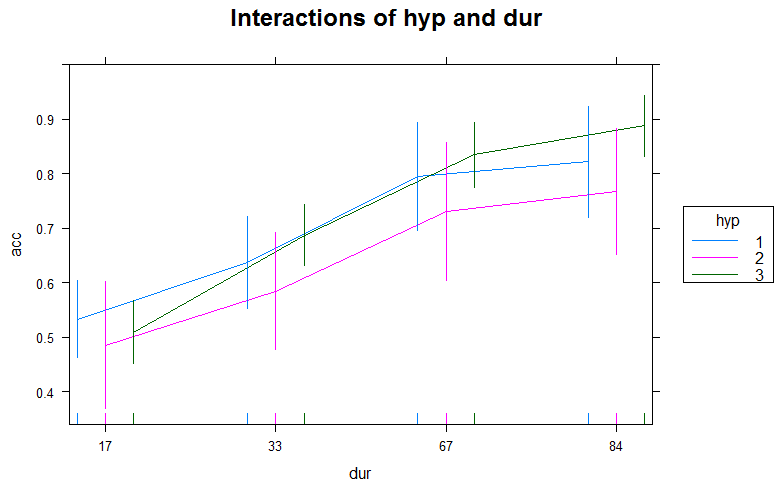 Interactions of hyp and dur
0.9
0.8
0.7
0.6
0.5
0.4
acc
17 33 67 84
dur
hyp
1
2
3